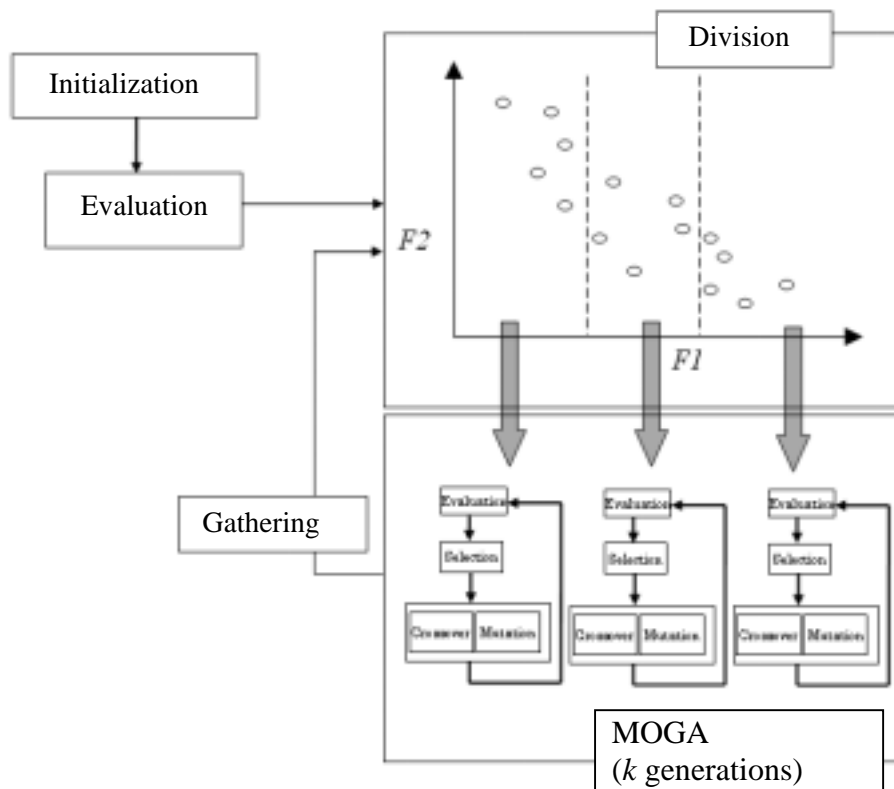 Division
Initialization
Evaluation
F2
F1
Gathering
Evaluation
Selection
Crossover Mutation
Evaluation
Selection
Crossover Mutation
Evaluation
Selection
Crossover Mutation
MOGA
(k generations)